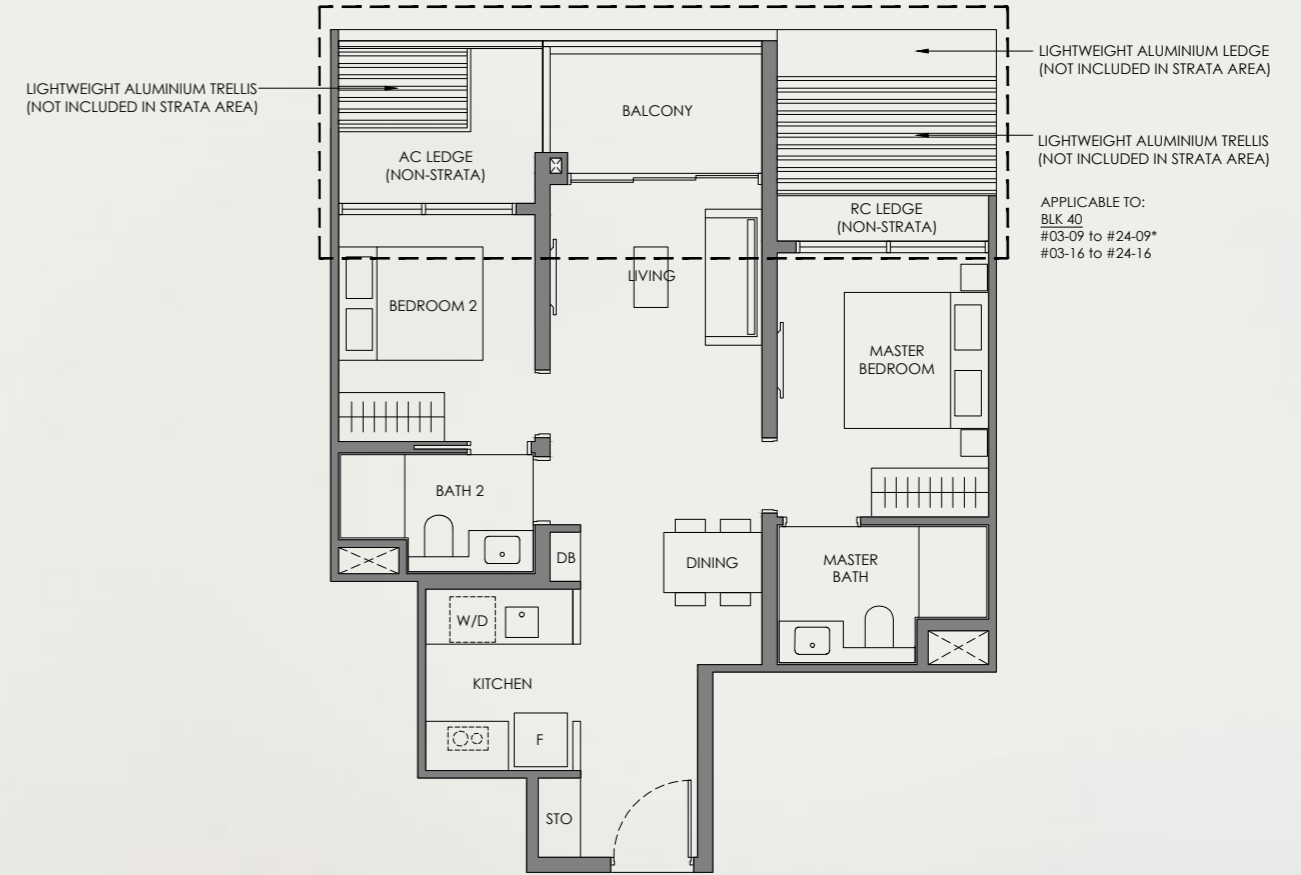 LIGHTWEIGHT ALUMINIUM LEDGE
(NOT INCLUDED IN STRATA AREA)
LIGHTWEIGHT ALUMINIUM TRELLIS
(NOT INCLUDED IN STRATA AREA)
BALCONY
LIGHTWEIGHT ALUMINIUM TRELLIS
(NOT INCLUDED IN STRATA AREA)
AC LEDGE
(NON-STRATA)
RC LEDGE
(NON-STRATA)
APPLICABLE TO:
BLK 40
#03-09 to #24-09*
#03-16 to #24-16
LIVING
BEDROOM 2
MASTER
BEDROOM
BATH 2
DB
DINING
MASTER
BATH
W/D
KITCHEN
F
STO